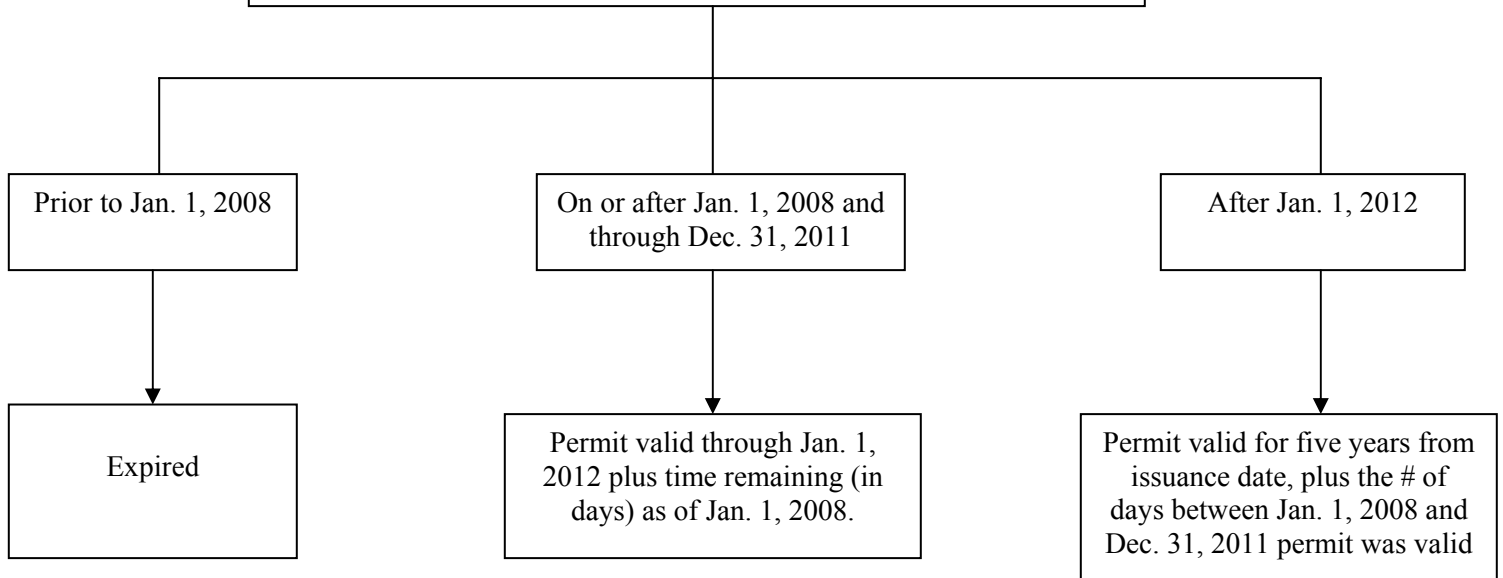 Prior to Jan. 1, 2008
On or after Jan. 1, 2008 and
through Dec. 31, 2011
After Jan. 1, 2012
Expired
Permit valid through Jan. 1,
2012 plus time remaining (in
days) as of Jan. 1, 2008.
Permit valid for five years from
issuance date, plus the # of
days between Jan. 1, 2008 and
Dec. 31, 2011 permit was valid